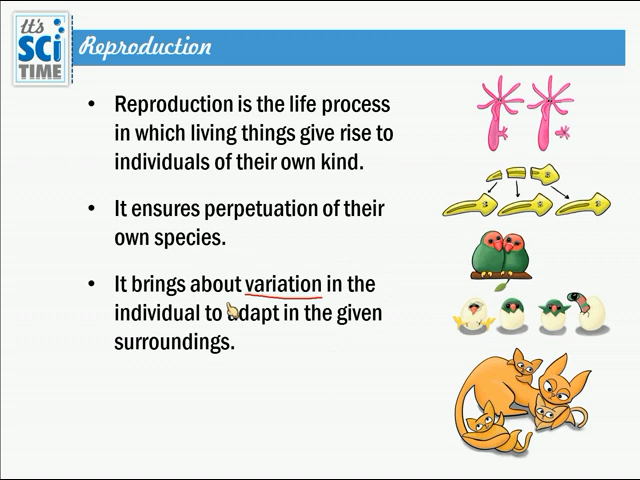 It's
SCi
TIME
Reproduction
• Reproduction is the life process
in which living things give rise to
individuals of their own kind.
• It ensures perpetuation of their
own species.
• It brings about variation in the
individual to adapt in the given
surroundings.